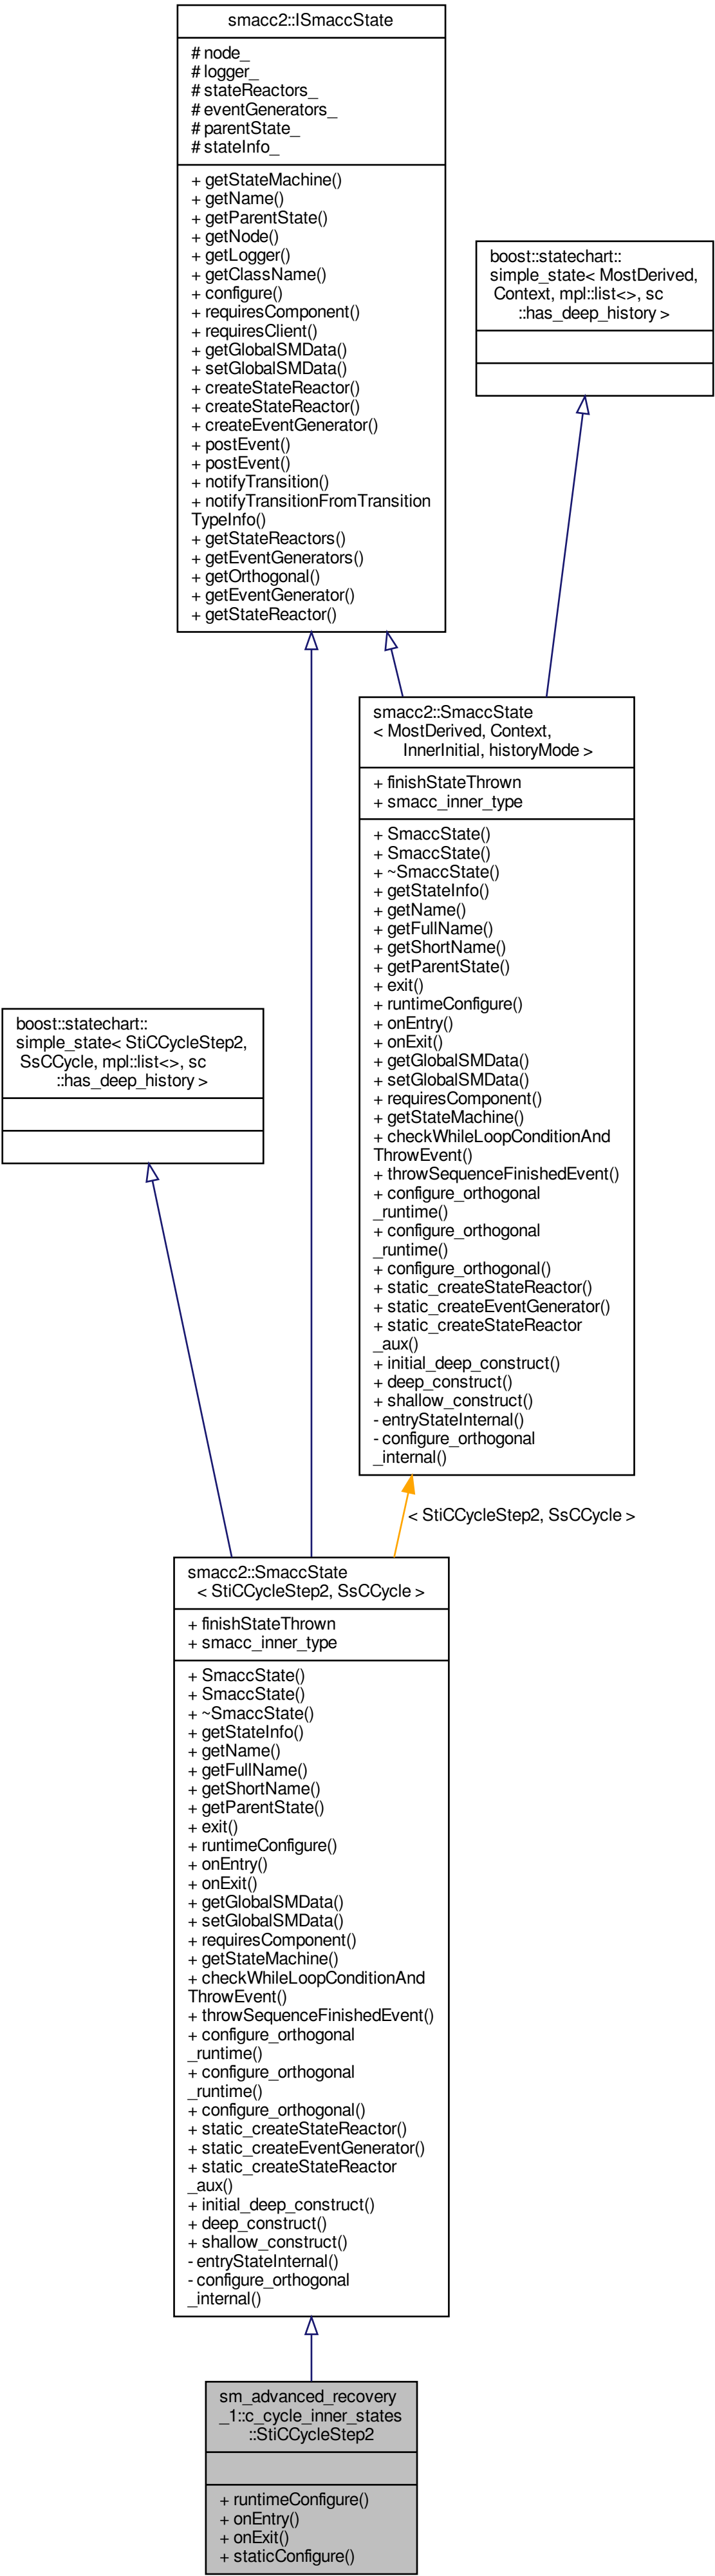 smacc2::ISmaccState
# node_
# logger_
# stateReactors_
# eventGenerators_
# parentState_
# stateInfo_
+ getStateMachine()
+ getName()
+ getParentState()
+ getNode()
+ getLogger()
+ getClassName()
+ configure()
+ requiresComponent()
+ requiresClient()
+ getGlobalSMData()
+ setGlobalSMData()
+ createStateReactor()
+ createStateReactor()
+ createEventGenerator()
+ postEvent()
+ postEvent()
+ notifyTransition()
+ notifyTransitionFromTransition
TypeInfo()
+ getStateReactors()
+ getEventGenerators()
+ getOrthogonal()
+ getEventGenerator()
+ getStateReactor()
boost::statechart::
simple_state< MostDerived,
Context, mpl::list<>, sc
::has_deep_history >
smacc2::SmaccState
< MostDerived, Context,
InnerInitial, historyMode >
+ finishStateThrown
+ smacc_inner_type
+ SmaccState()
+ SmaccState()
+ ~SmaccState()
+ getStateInfo()
+ getName()
+ getFullName()
+ getShortName()
+ getParentState()
+ exit()
+ runtimeConfigure()
+ onEntry()
+ onExit()
+ getGlobalSMData()
+ setGlobalSMData()
+ requiresComponent()
+ getStateMachine()
+ checkWhileLoopConditionAnd
ThrowEvent()
+ throwSequenceFinishedEvent()
+ configure_orthogonal
_runtime()
+ configure_orthogonal
_runtime()
+ configure_orthogonal()
+ static_createStateReactor()
+ static_createEventGenerator()
+ static_createStateReactor
_aux()
+ initial_deep_construct()
+ deep_construct()
+ shallow_construct()
- entryStateInternal()
- configure_orthogonal
_internal()
boost::statechart::
simple_state< StiCCycleStep2,
SsCCycle, mpl::list<>, sc
::has_deep_history >
< StiCCycleStep2, SsCCycle >
smacc2::SmaccState
< StiCCycleStep2, SsCCycle >
+ finishStateThrown
+ smacc_inner_type
+ SmaccState()
+ SmaccState()
+ ~SmaccState()
+ getStateInfo()
+ getName()
+ getFullName()
+ getShortName()
+ getParentState()
+ exit()
+ runtimeConfigure()
+ onEntry()
+ onExit()
+ getGlobalSMData()
+ setGlobalSMData()
+ requiresComponent()
+ getStateMachine()
+ checkWhileLoopConditionAnd
ThrowEvent()
+ throwSequenceFinishedEvent()
+ configure_orthogonal
_runtime()
+ configure_orthogonal
_runtime()
+ configure_orthogonal()
+ static_createStateReactor()
+ static_createEventGenerator()
+ static_createStateReactor
_aux()
+ initial_deep_construct()
+ deep_construct()
+ shallow_construct()
- entryStateInternal()
- configure_orthogonal
_internal()
sm_advanced_recovery
_1::c_cycle_inner_states
::StiCCycleStep2
+ runtimeConfigure()
+ onEntry()
+ onExit()
+ staticConfigure()